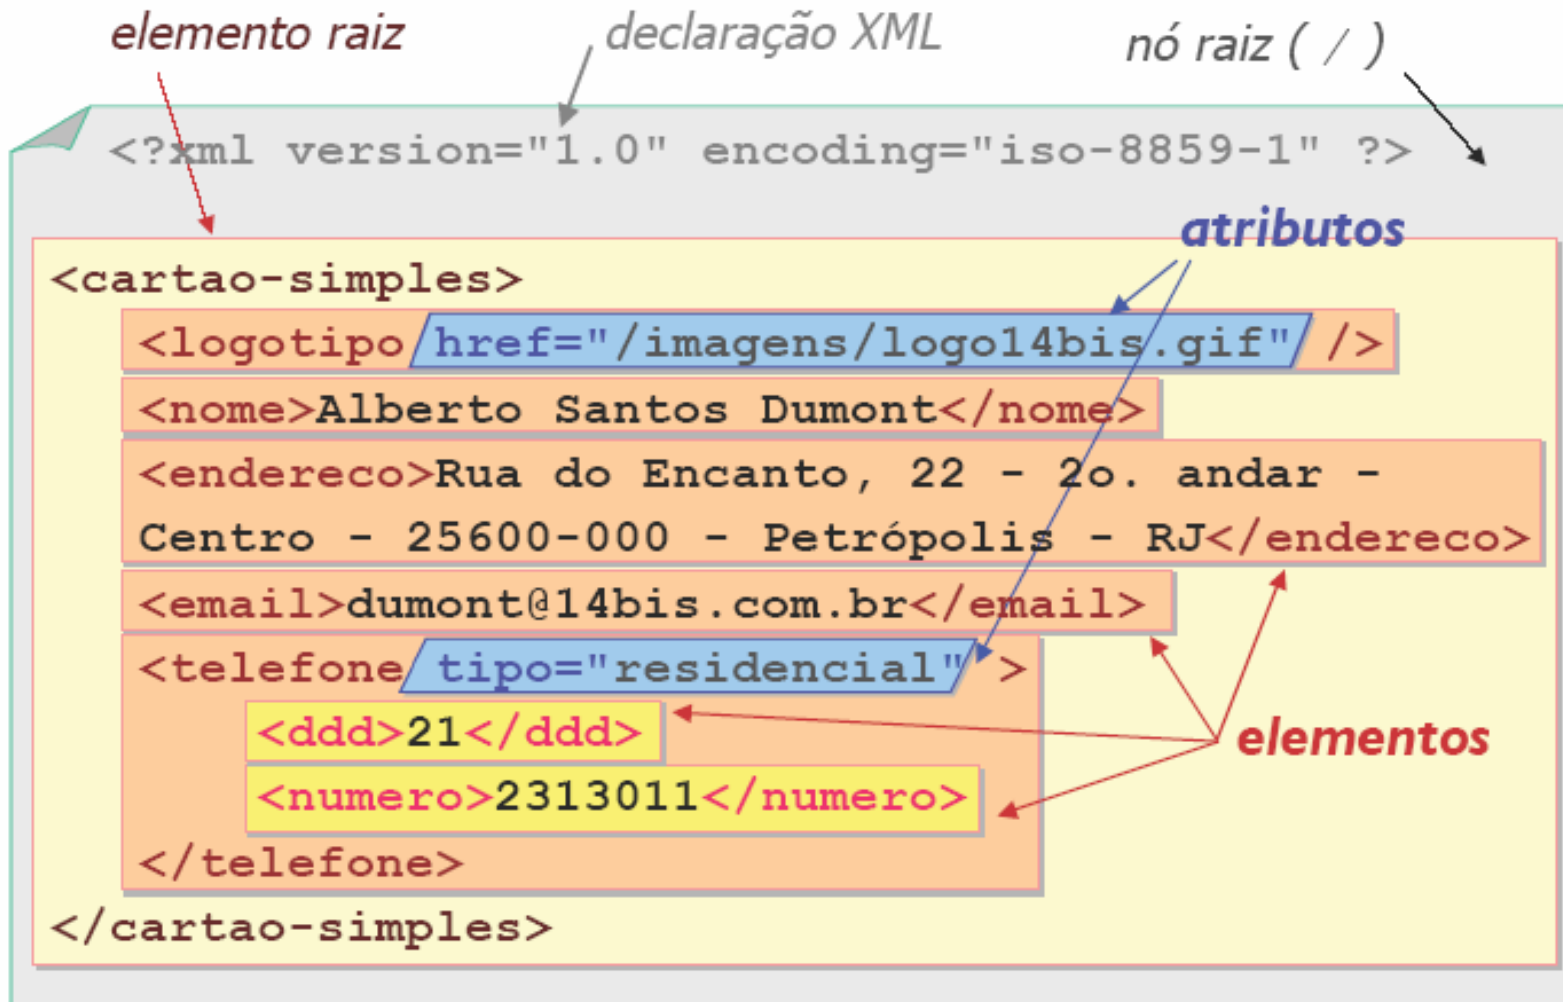 elemento raiz
declaração XML
nó raiz ( / )
<?xml version="1.0" encoding="iso-8859-1" ?>
atributos
<cartao-simples>
<logotipo href="/imagens/logo14bis.gif" />
<nome>Alberto Santos Dumont</nome>
<endereco>Rua do Encanto, 22 - 2o. andar -
Centro - 25600-000 - Petrópolis - RJ</endereco>
<email>dumont@14bis.com.br</email>
<telefone tipo="residencial" >
<ddd>21</ddd>
elementos
<numero>2313011</numero>
</telefone>
</cartao-simples>